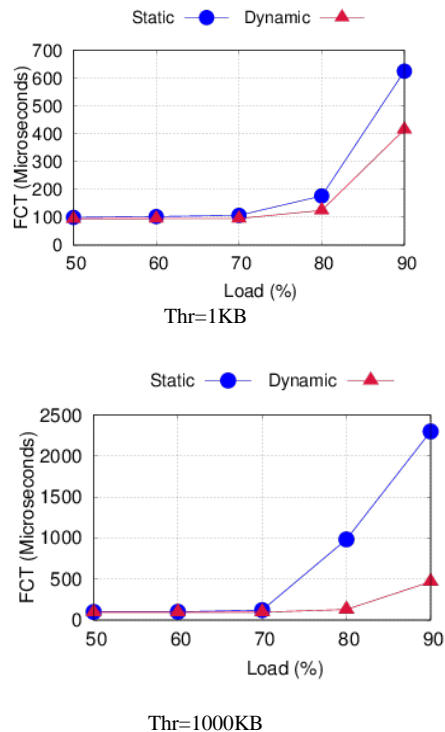 Static Dynamic
700
600
500
400
300
200
100
0
FCT (Microseconds)
50 60 70 80 90
Load (%)
Thr=1KB
Static Dynamic
2500
2000
1500
1000
500
0
FCT (Microseconds)
50 60 70 80 90
Load (%)
Thr=1000KB